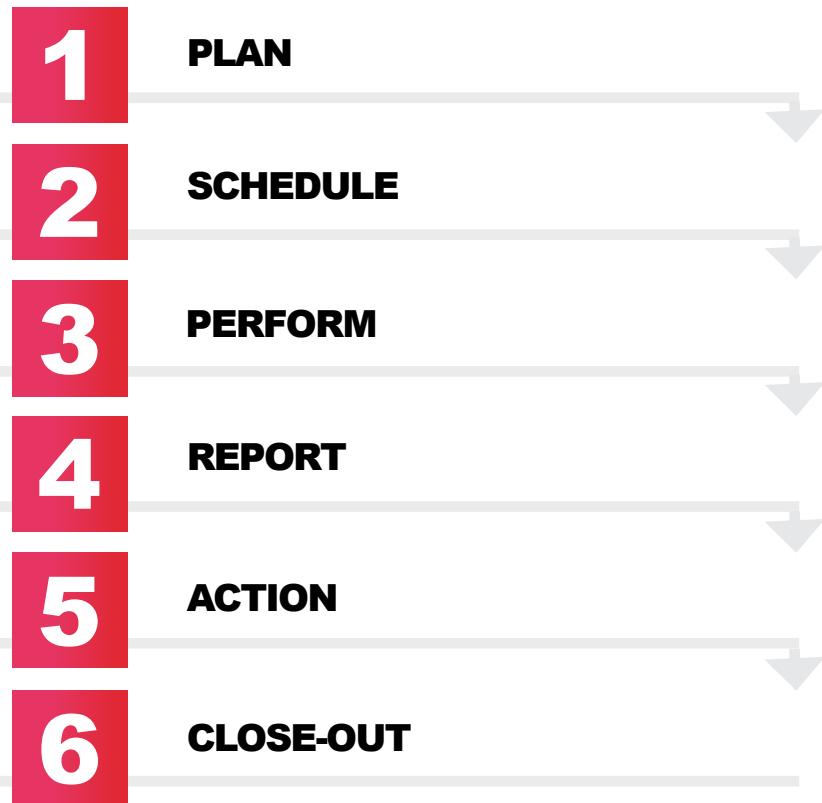 1 PLAN
2 SCHEDULE
3 PERFORM
4 REPORT
5 ACTION
6 CLOSE-OUT